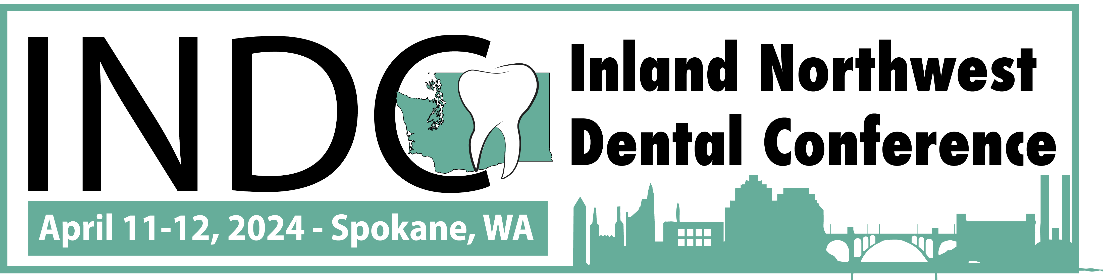 INDC
Inland Northwest
Dental Conference
April 11-12, 2024 - Spokane, WA